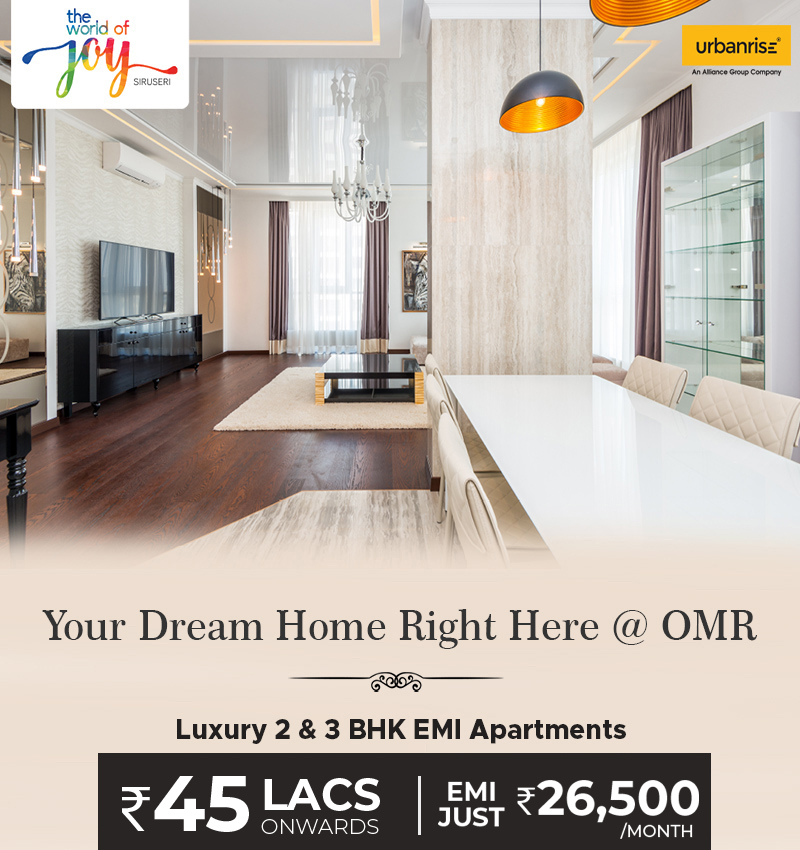 the
world of
joy
SIRUSERI
urbanrise®
An Alliance Group Company
Your Dream Home Right Here @ OMR
Luxury 2 & 3 BHK EMI Apartments
₹45 LACS
ONWARDS
EMI
JUST
₹26,500
/MONTH